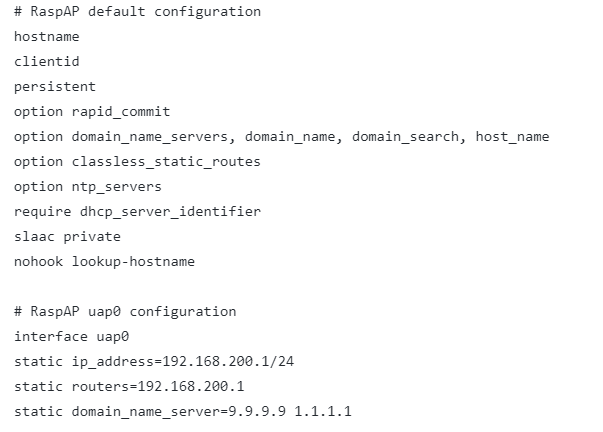 # RaspAP default configuration
hostname
clientid
persistent
option rapid_commit
option domain_name_servers, domain_name, domain_search, host_name
option classless_static_routes
option ntp_servers
require dhcp_server_identifier
slaac private
nohook lookup-hostname

# RaspAP uap0 configuration
interface uap0
static ip_address=192.168.200.1/24
static routers=192.168.200.1
static domain_name_server=9.9.9.9 1.1.1.1